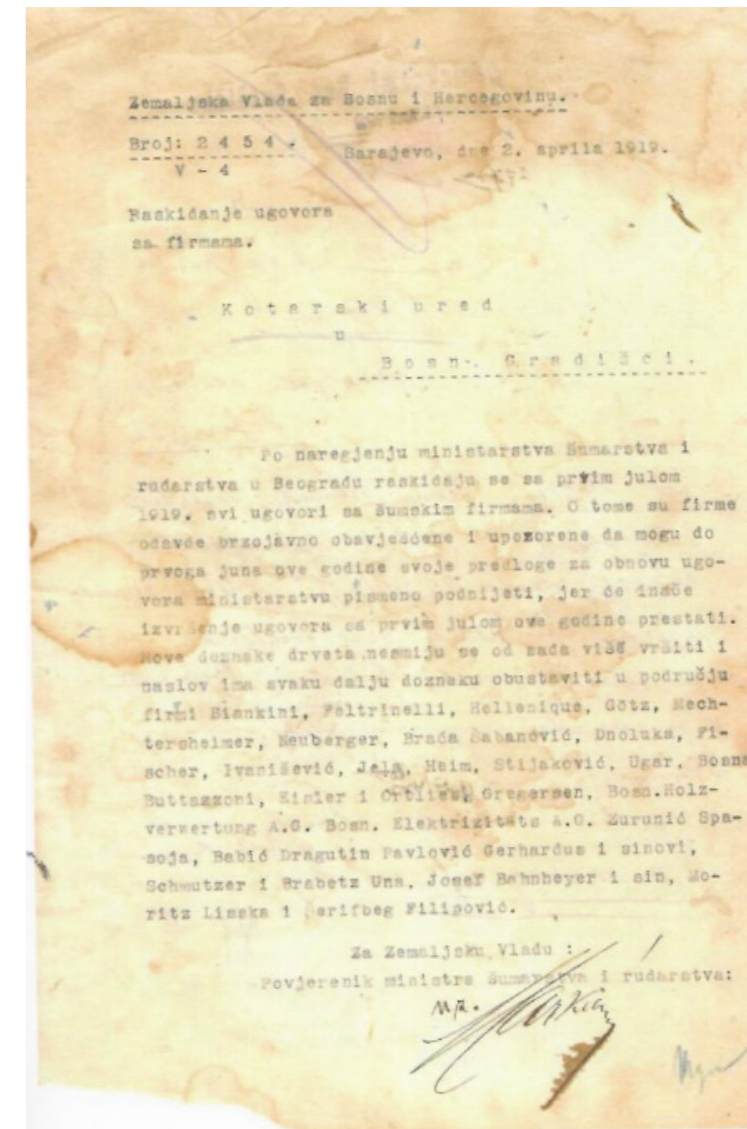 Zemaljska Vlada za Bosnu i Hercegovinu.
Broj: 2 4 5 4 .
V - 4
Sarajevo, dne 2. aprila 1919.
Raskidanje ugovora
sa firmama.
K o t a r s k i u r e d
u
B o s n . G r a d i š c i .
Po naregjenju ministarstva šumarstva i
rudarstva u Beogradu raskidaju se sa prvim julom
1919. svi ugovori sa šumskim firmama. O tome su firme
odavde brzojavno obavješćene i upozorene da mogu do
prvoga juna ove godine svoje predloge za obnovu ugo-
vora ministarstvu pismeno podnijeti, jer će inače
izvršenje ugovora sa prvim julom ove godine prestati.
Nove doznake drveta nesmiju se od sada više vršiti i
naslov ima svaku dalju doznaku obustaviti u području
firmi Biankini, Feltrinelli, Hellenique, Götz, Mech-
tersheimer, Neuberger, Braća Šabanović, Dnoluka, Fi-
scher, Ivanišević, Jela, Heim, Stijaković, Ugar, Bosna
Buttazzoni, Eisler i Ortlieb, Gregersen, Bosn.Holz-
verwertung A.G. Bosn. Elektrizitäts A.G. Zurunić Spa-
soja, Babić Dragutin Pavlović Gerhardus i sinovi,
Schmutzer i Brabetz Una, Josef Bahnbeyer i sin, Mo-
ritz Lisska i Šerifbeg Filipović.
Za Zemaljsku Vladu :
Povjerenik ministra šumarstva i rudarstva: